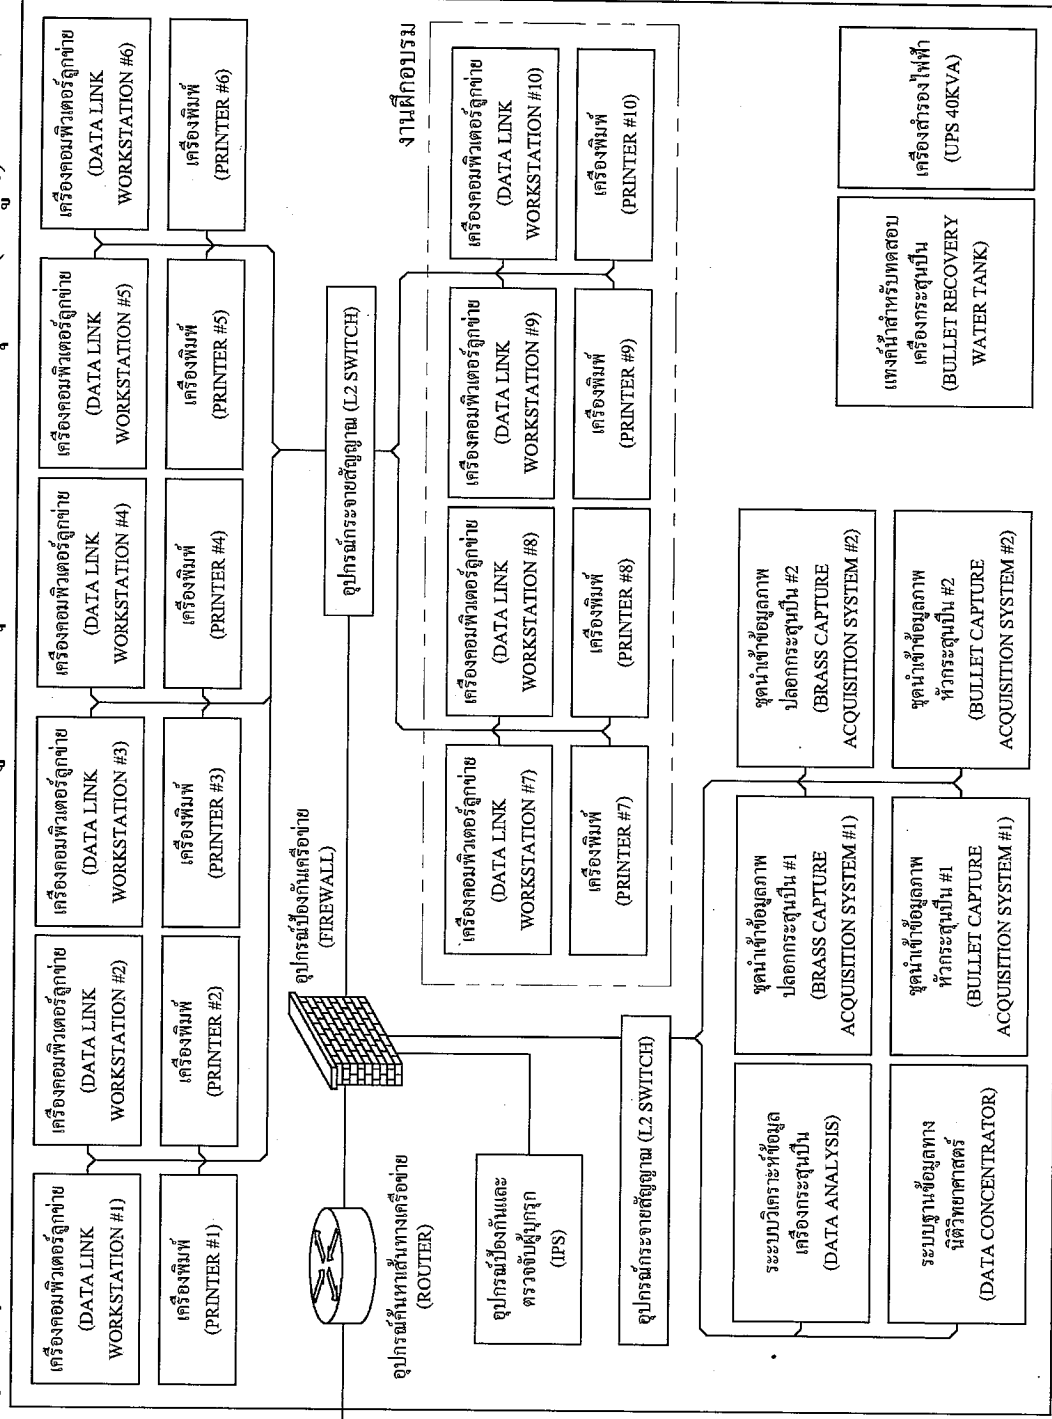 เครื่องคอมพิวเตอร์ลูกข่าย
(DATA LINK
WORKSTATION #1)
เครื่องคอมพิวเตอร์ลูกข่าย
(DATA LINK
WORKSTATION #2)
เครื่องคอมพิวเตอร์ลูกข่าย
(DATA LINK
WORKSTATION #3)
เครื่องคอมพิวเตอร์ลูกข่าย
(DATA LINK
WORKSTATION #4)
เครื่องคอมพิวเตอร์ลูกข่าย
(DATA LINK
WORKSTATION #5)
เครื่องคอมพิวเตอร์ลูกข่าย
(DATA LINK
WORKSTATION #6)
เครื่องพิมพ์
(PRINTER #1)
เครื่องพิมพ์
(PRINTER #2)
เครื่องพิมพ์
(PRINTER #3)
เครื่องพิมพ์
(PRINTER #4)
เครื่องพิมพ์
(PRINTER #5)
เครื่องพิมพ์
(PRINTER #6)
อุปกรณ์ค้นหาเส้นทางเครือข่าย
(ROUTER)
อุปกรณ์ป้องกันเครือข่าย
(FIREWALL)
อุปกรณ์กระจายสัญญาณ (L2 SWITCH)
งานฝึกอบรม
เครื่องคอมพิวเตอร์ลูกข่าย
(DATA LINK
WORKSTATION #7)
เครื่องคอมพิวเตอร์ลูกข่าย
(DATA LINK
WORKSTATION #8)
เครื่องคอมพิวเตอร์ลูกข่าย
(DATA LINK
WORKSTATION #9)
เครื่องคอมพิวเตอร์ลูกข่าย
(DATA LINK
WORKSTATION #10)
เครื่องพิมพ์
(PRINTER #7)
เครื่องพิมพ์
(PRINTER #8)
เครื่องพิมพ์
(PRINTER #9)
เครื่องพิมพ์
(PRINTER #10)
อุปกรณ์ป้องกันและ
ตรวจจับผู้บุกรุก
(IPS)
อุปกรณ์กระจายสัญญาณ (L2 SWITCH)
ระะบบวิเคราะห์ข้อมูล
เครื่องกระสุนปืน
(DATA ANALYSIS)
ชุดนำเข้าข้อมูลภาพ
ปลอกกระสุนปืน #1
(BRASS CAPTURE
ACQUISITION SYSTEM #1)
ชุดนำเข้าข้อมูลภาพ
ปลอกกระสุนปืน #2
(BRASS CAPTURE
ACQUISITION SYSTEM #2)
ระบบฐานข้อมูลทาง
นิติวิทยาศาสตร์
(DATA CONCENTRATOR)
ชุดนำเข้าข้อมูลภาพ
หัวกระสุนปืน #1
(BULLET CAPTURE
ACQUISITION SYSTEM #1)
ชุดนำเข้าข้อมูลภาพ
หัวกระสุนปืน #2
(BULLET CAPTURE
ACQUISITION SYSTEM #2)
แทงค์น้ำสำหรับทดสอบ
เครื่องกระสุนปืน
(BULLET RECOVERY
WATER TANK)
เครื่องสำรองไฟฟ้า
(UPS 40KVA)